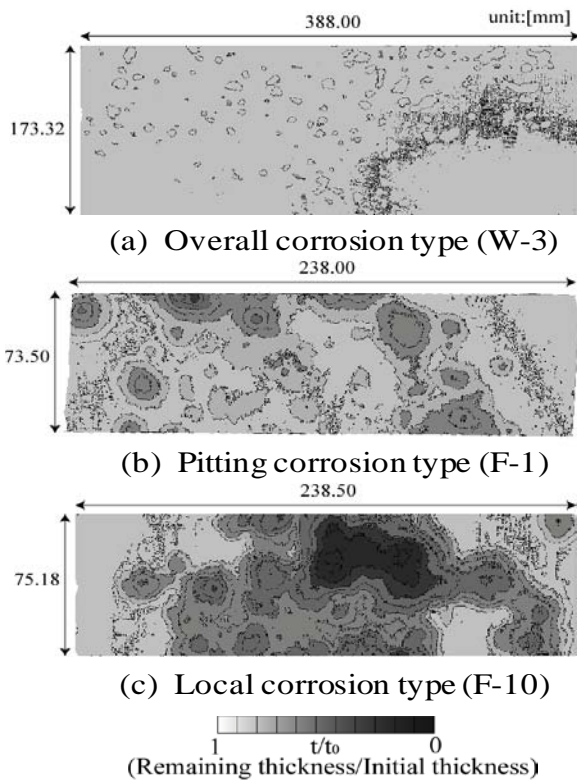 388.00 unit:[mm]
173.32
(a) Overall corrosion type (W-3)
238.00
73.50
(b) Pitting corrosion type (F-1)
238.50
75.18
(c) Local corrosion type (F-10)
1 t/t₀ 0
(Remaining thickness/Initial thickness)